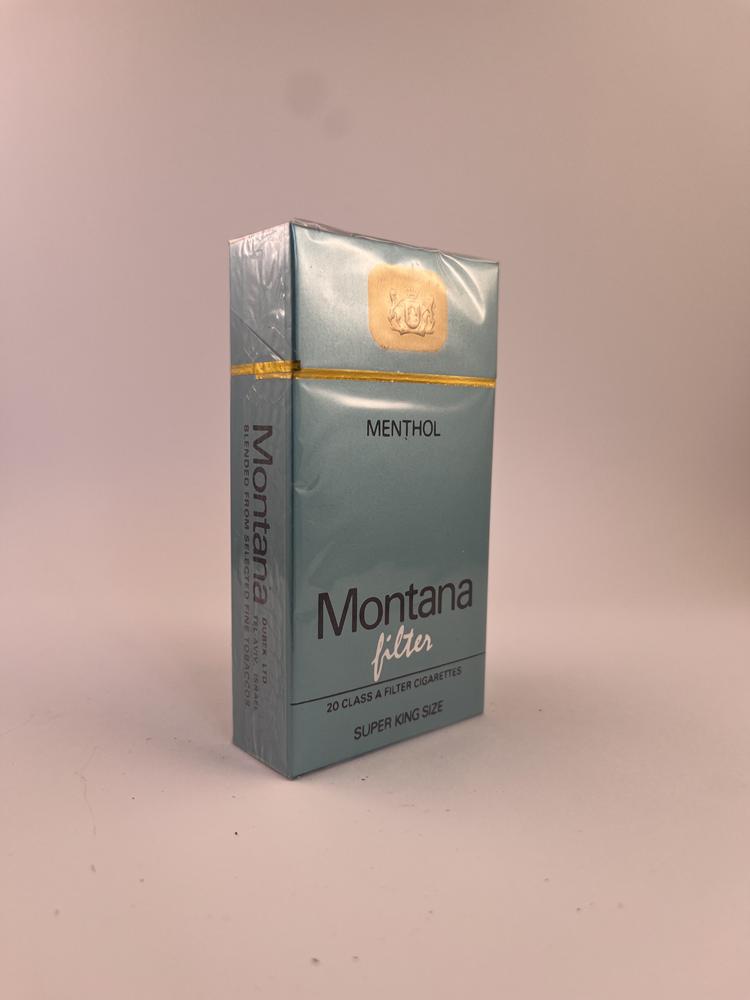 MENTHOL
Montana
filter
20 CLASS A FILTER CIGARETTES
SUPER KING SIZE
Montana
DUBEK LTD
TEL AVIV, ISRAEL
BLENDED FROM SELECTED FINE TOBACCOS